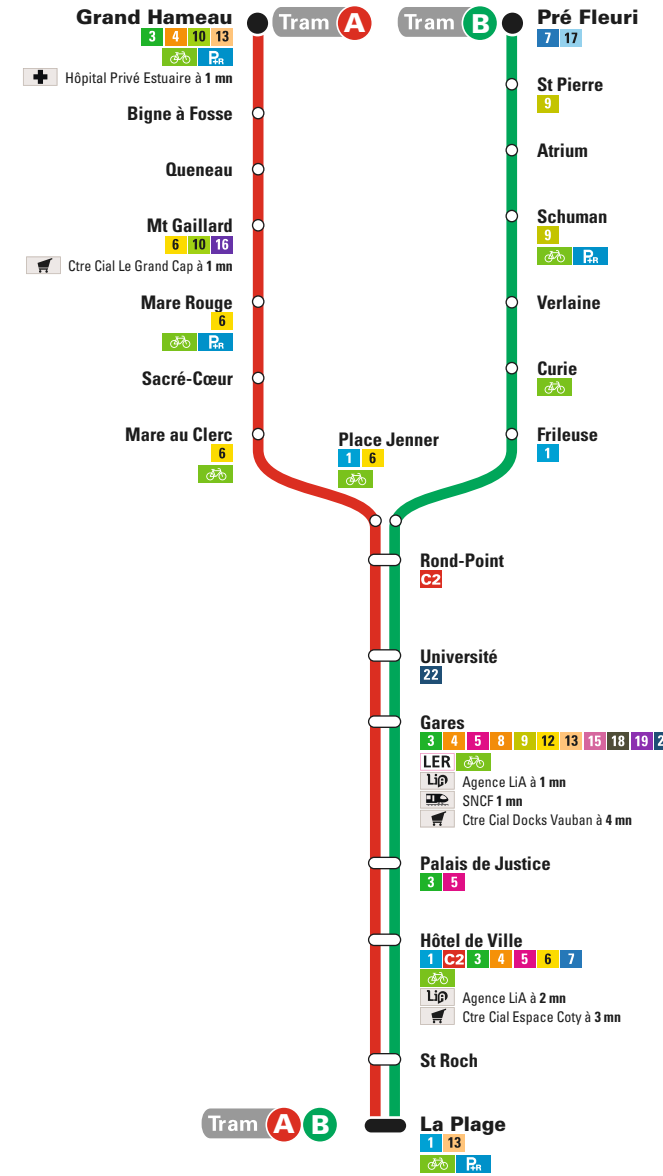 Grand Hameau
3 4 10 13
P+R
Hôpital Privé Estuaire à 1 mn
Bigne à Fosse
Queneau
Mt Gaillard
6 10 16
Ctre Cial Le Grand Cap à 1 mn
Mare Rouge
6
P+R
Sacré-Cœur
Mare au Clerc
6
Tram A
Tram B
Pré Fleuri
7 17
St Pierre
9
Atrium
Schuman
9
P+R
Verlaine
Curie
Frileuse
1
Place Jenner
1 6
Rond-Point
C2
Université
22
Gares
3 4 5 8 9 12 13 15 18 19 2
LER
LiA Agence LiA à 1 mn
SNCF 1 mn
Ctre Cial Docks Vauban à 4 mn
Palais de Justice
3 5
Hôtel de Ville
1 C2 3 4 5 6 7
LiA Agence LiA à 2 mn
Ctre Cial Espace Coty à 3 mn
St Roch
Tram A B
La Plage
1 13
P+R